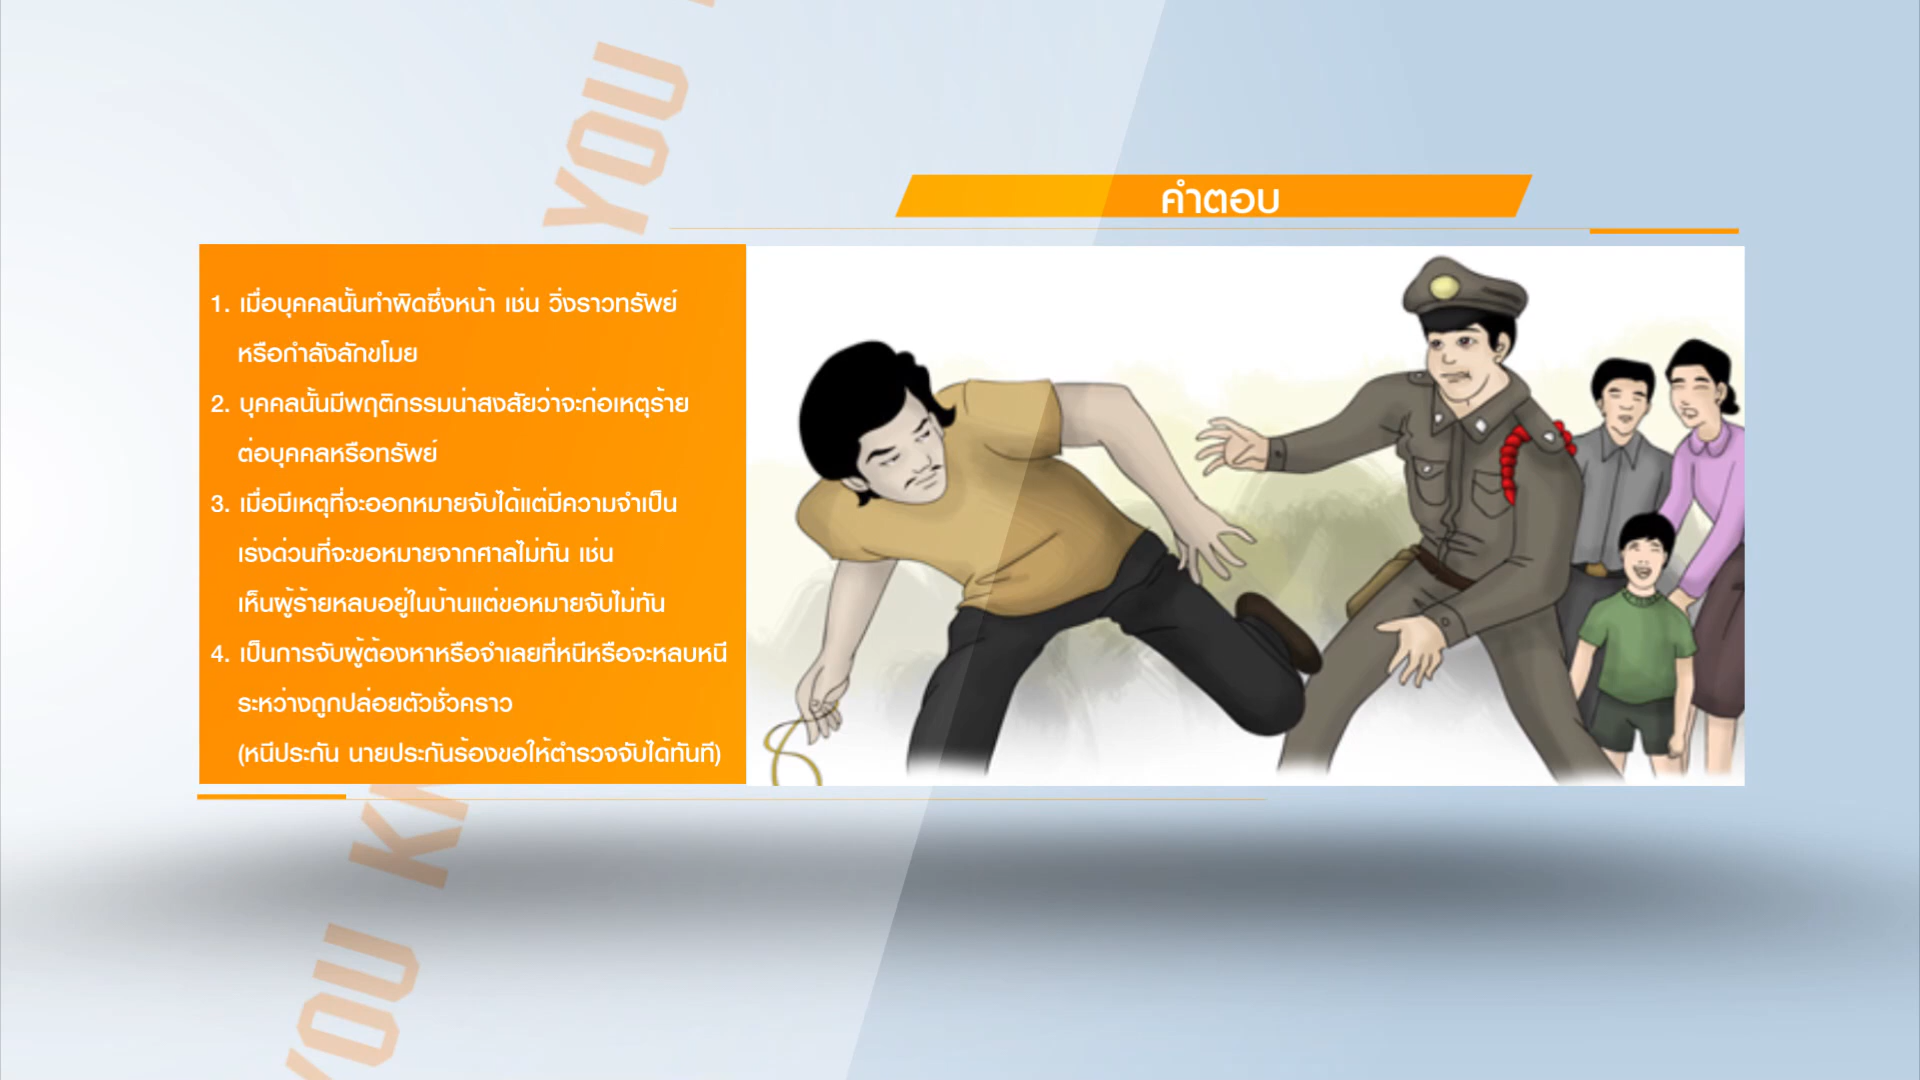 YOU
คำตอบ
1. เมื่อบุคคลนั้นทำผิดซึ่งหน้า เช่น วิ่งราวทรัพย์
หรือกำลังลักขโมย
2. บุคคลนั้นมีพฤติกรรมน่าสงสัยว่าจะก่อเหตุร้าย
ต่อบุคคลหรือทรัพย์
3. เมื่อมีเหตุที่จะออกหมายจับได้แต่มีความจำเป็น
เร่งด่วนที่จะขอหมายจากศาลไม่ทัน เช่น
เห็นผู้ร้ายหลบอยู่ในบ้านแต่ขอหมายจับไม่ทัน
4. เป็นการจับผู้ต้องหาหรือจำเลยที่หนีหรือจะหลบหนี
ระหว่างถูกปล่อยตัวชั่วคราว
(หนีประกัน นายประกันร้องขอให้ตำรวจจับได้ทันที)
YOU